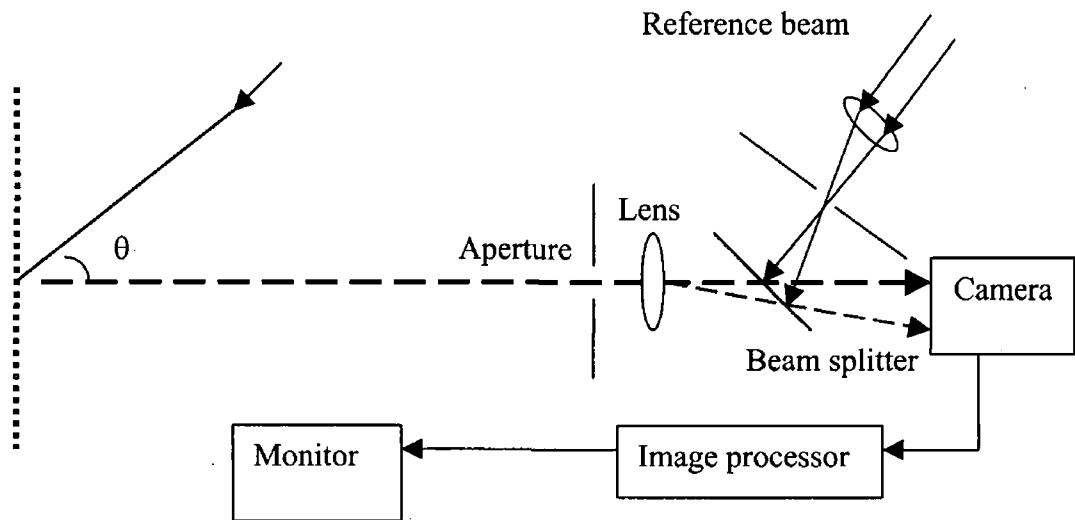 Reference beam
θ
Aperture
Lens
Camera
Beam splitter
Monitor
Image processor